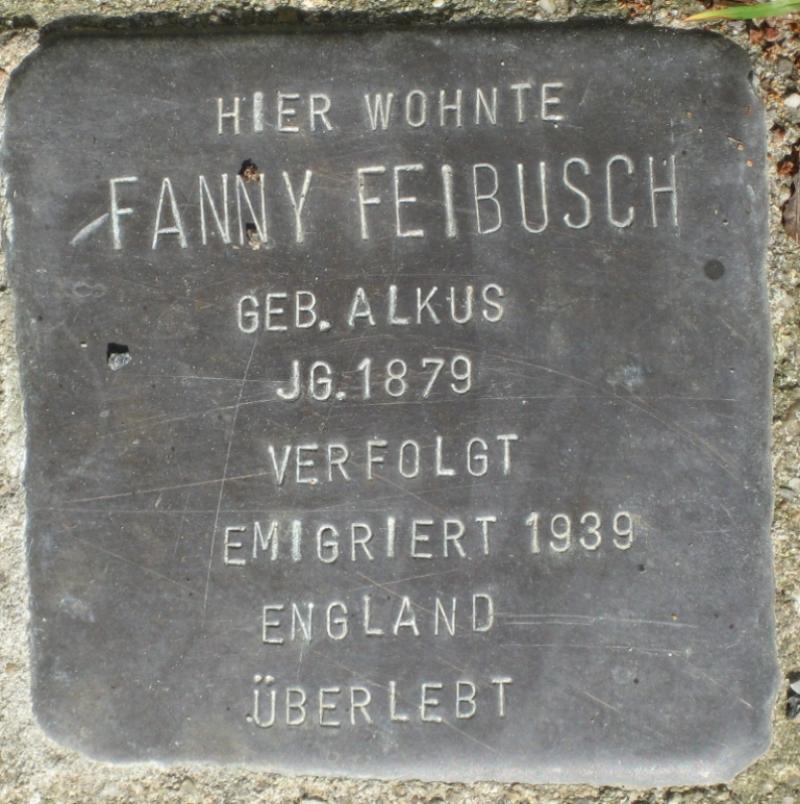 HIER WOHNTE
FANNY FEIBUSCH
GEB. ALKUS
JG. 1879
VERFOLGT
EMIGRIERT 1939
ENGLAND
ÜBERLEBT